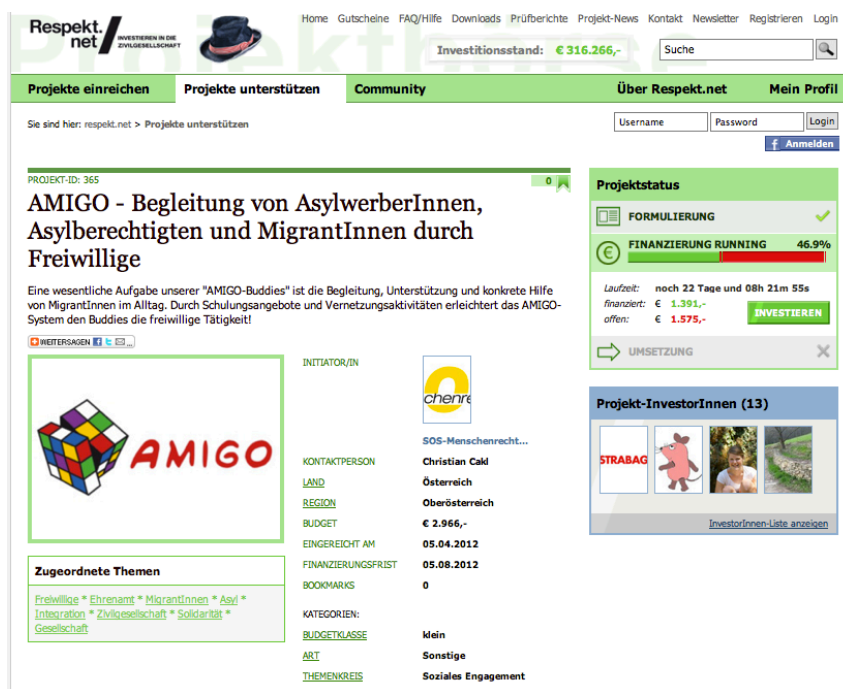 Home Gutscheine FAQ/Hilfe Downloads Prüfberichte Projekt-News Kontakt Newsletter Registrieren Login
Respekt.
net
INVESTIEREN IN DIE
ZIVILGESELLSCHAFT
Projektbörse
Investitionsstand: € 316.266,-
Suche
Projekte einreichen
Projekte unterstützen
Community
Über Respekt.net
Mein Profil
Sie sind hier: respekt.net > Projekte unterstützen
Username
Password
Login
f Anmelden
PROJEKT-ID: 365
0
AMIGO - Begleitung von AsylwerberInnen,
Asylberechtigten und MigrantInnen durch
Freiwillige
Eine wesentliche Aufgabe unserer "AMIGO-Buddies" ist die Begleitung, Unterstützung und konkrete Hilfe
von MigrantInnen im Alltag. Durch Schulungsangebote und Vernetzungsaktivitäten erleichtert das AMIGO-
System den Buddies die freiwillige Tätigkeit!
WEITERSAGEN
AMIGO
Zugeordnete Themen
Freiwillige * Ehrenamt * MigrantInnen * Asyl *
Integration * Zivilgesellschaft * Solidarität *
Gesellschaft
INITIATOR/IN
chenre
SOS-Menschenrecht...
KONTAKTPERSON Christian Cakl
LAND Österreich
REGION Oberösterreich
BUDGET € 2.966,-
EINGEREICHT AM 05.04.2012
FINANZIERUNGSFRIST 05.08.2012
BOOKMARKS 0
KATEGORIEN:
BUDGETKLASSE klein
ART Sonstige
THEMENKREIS Soziales Engagement
Projektstatus
FORMULIERUNG
FINANZIERUNG RUNNING 46.9%
Laufzeit: noch 22 Tage und 08h 21m 55s
finanziert: € 1.391,-
offen: € 1.575,-
INVESTIEREN
UMSETZUNG
Projekt-InvestorInnen (13)
STRABAG
InvestorInnen-Liste anzeigen